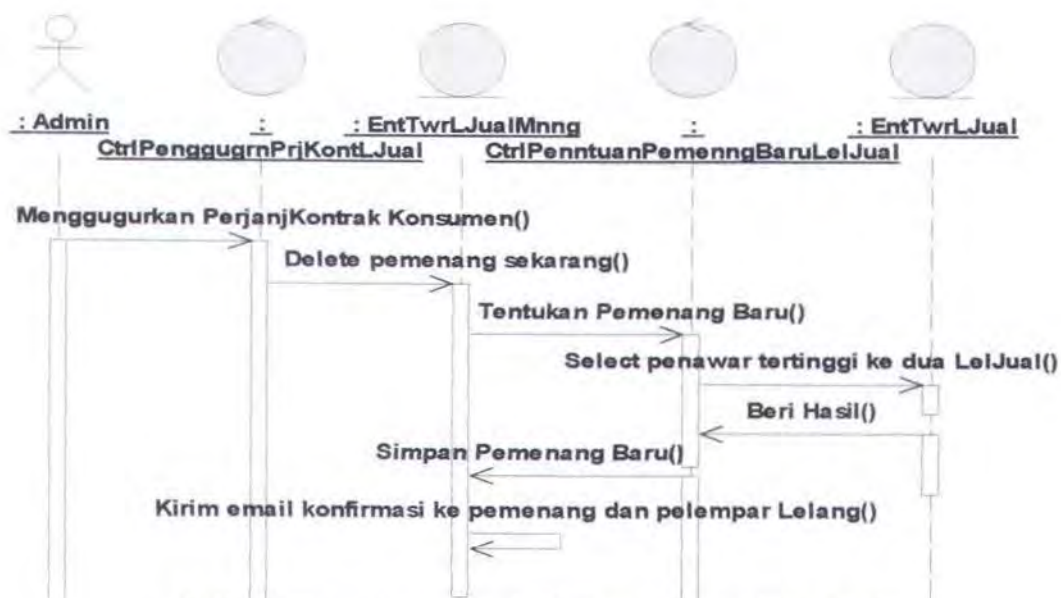 : Admin
:
: EntTwrLJualMnng
:
: EntTwrLJual
CtrlPenggugrnPrjKontLJual
CtrlPenntuanPemenngBaruLelJual
Menggugurkan PerjanjKontrak Konsumen()
Delete pemenang sekarang()
Tentukan Pemenang Baru()
Select penawar tertinggi ke dua LelJual()
Beri Hasil()
Simpan Pemenang Baru()
Kirim email konfirmasi ke pemenang dan pelempar Lelang()